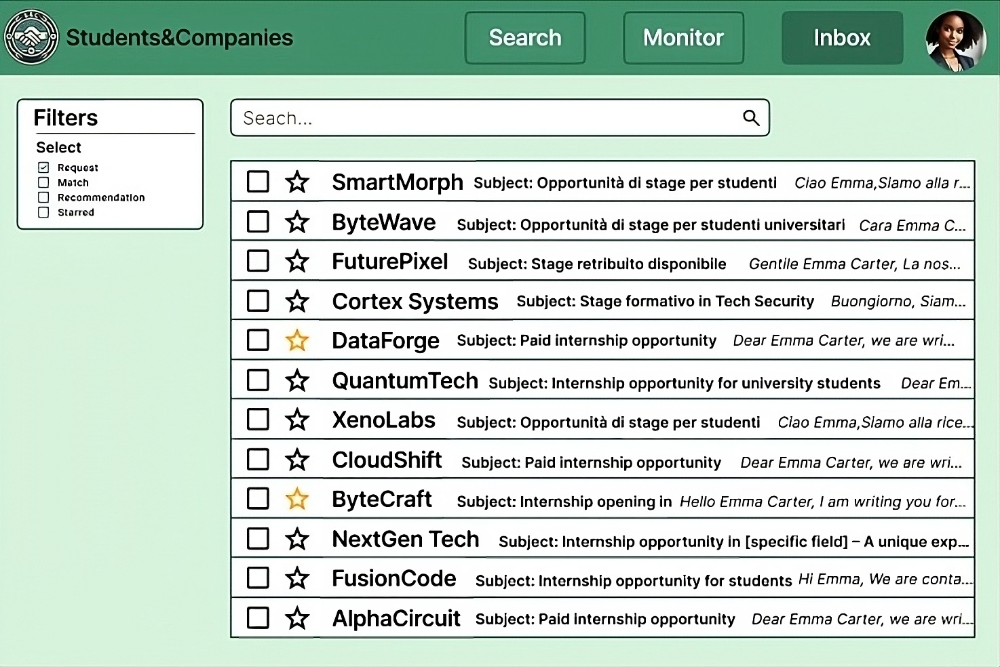 Students&Companies Search Monitor Inbox
Filters
Select
Request
Match
Recommendation
Starred
Seach...
SmartMorph Subject: Opportunità di stage per studenti Ciao Emma,Siamo alla r...
ByteWave Subject: Opportunità di stage per studenti universitari Cara Emma C...
FuturePixel Subject: Stage retribuito disponibile Gentile Emma Carter, La nos...
Cortex Systems Subject: Stage formativo in Tech Security Buongiorno, Siam...
DataForge Subject: Paid internship opportunity Dear Emma Carter, we are wri...
QuantumTech Subject: Internship opportunity for university students Dear Em...
XenoLabs Subject: Opportunità di stage per studenti Ciao Emma,Siamo alla rice...
CloudShift Subject: Paid internship opportunity Dear Emma Carter, we are wri...
ByteCraft Subject: Internship opening in Hello Emma Carter, I am writing you for...
NextGen Tech Subject: Internship opportunity in [specific field] – A unique exp...
FusionCode Subject: Internship opportunity for students Hi Emma, We are conta...
AlphaCircuit Subject: Paid internship opportunity Dear Emma Carter, we are wri...